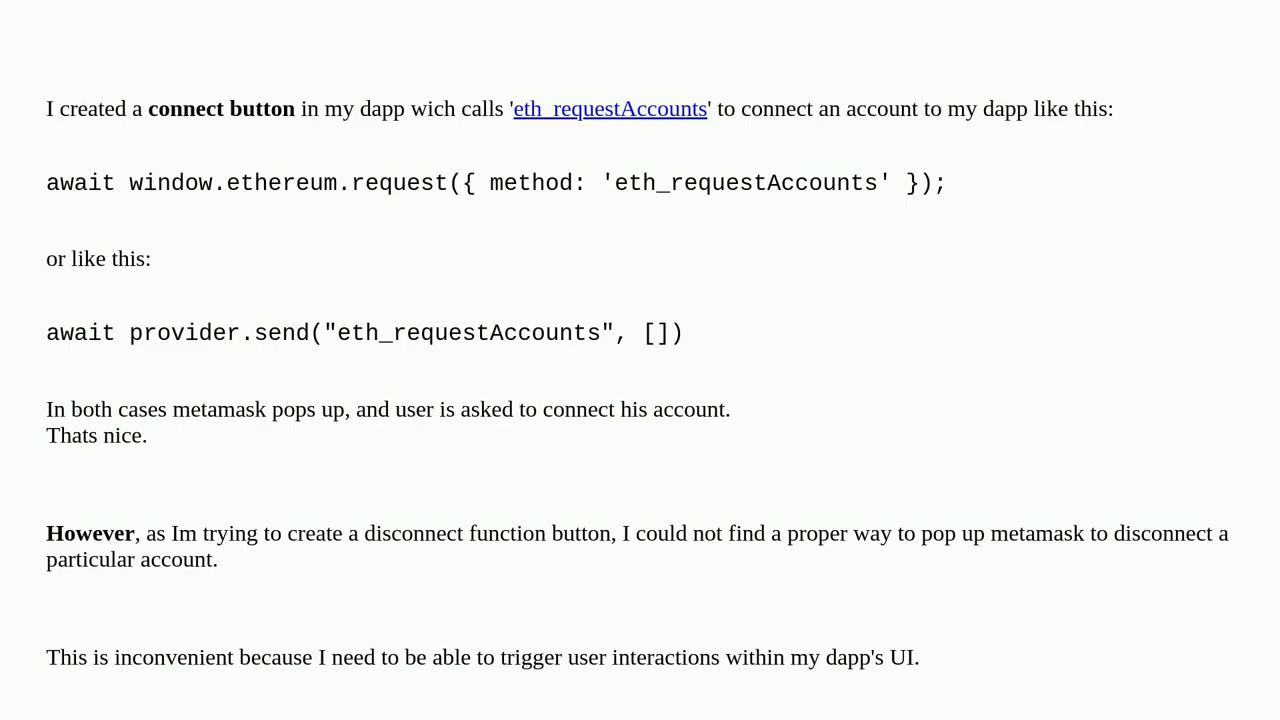 I created a connect button in my dapp wich calls 'eth_requestAccounts' to connect an account to my dapp like this:
await window.ethereum.request({ method: 'eth_requestAccounts' });
or like this:
await provider.send("eth_requestAccounts", [])
In both cases metamask pops up, and user is asked to connect his account.
Thats nice.
However, as Im trying to create a disconnect function button, I could not find a proper way to pop up metamask to disconnect a
particular account.
This is inconvenient because I need to be able to trigger user interactions within my dapp's UI.